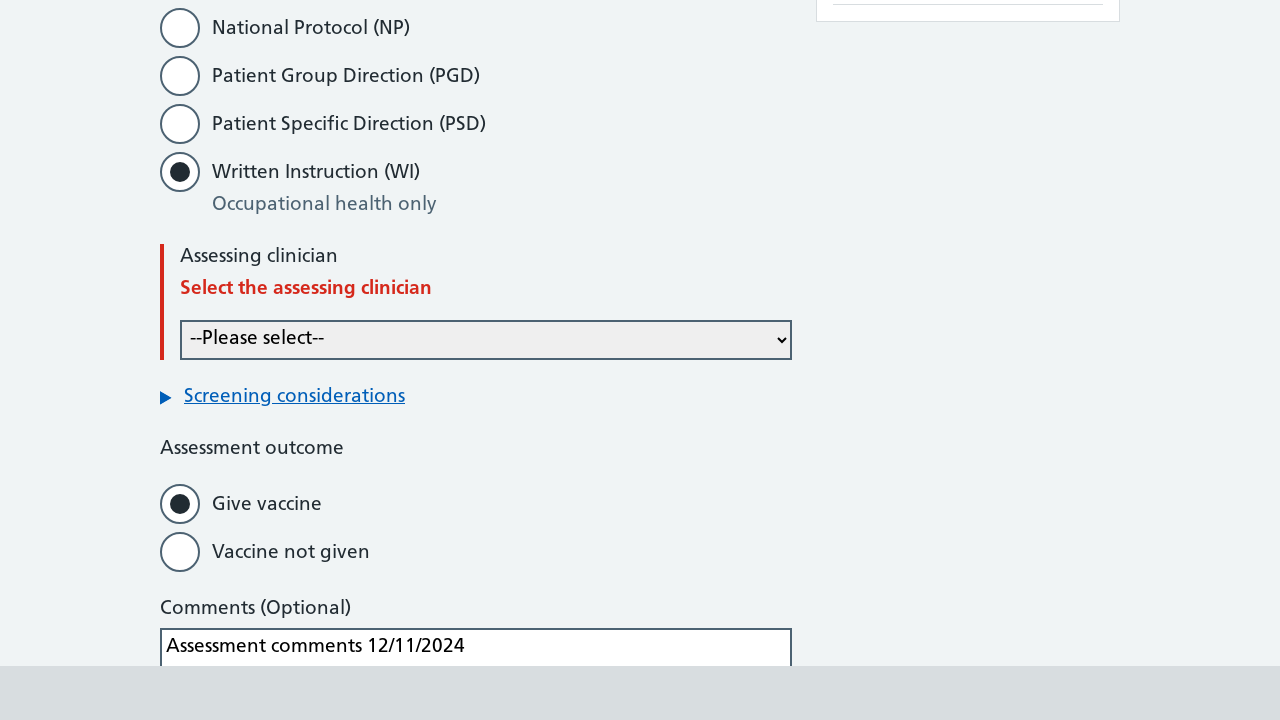 National Protocol (NP)
Patient Group Direction (PGD)
Patient Specific Direction (PSD)
Written Instruction (WI)
Occupational health only
Assessing clinician
Select the assessing clinician
--Please select--
Screening considerations
Assessment outcome
Give vaccine
Vaccine not given
Comments (Optional)
Assessment comments 12/11/2024